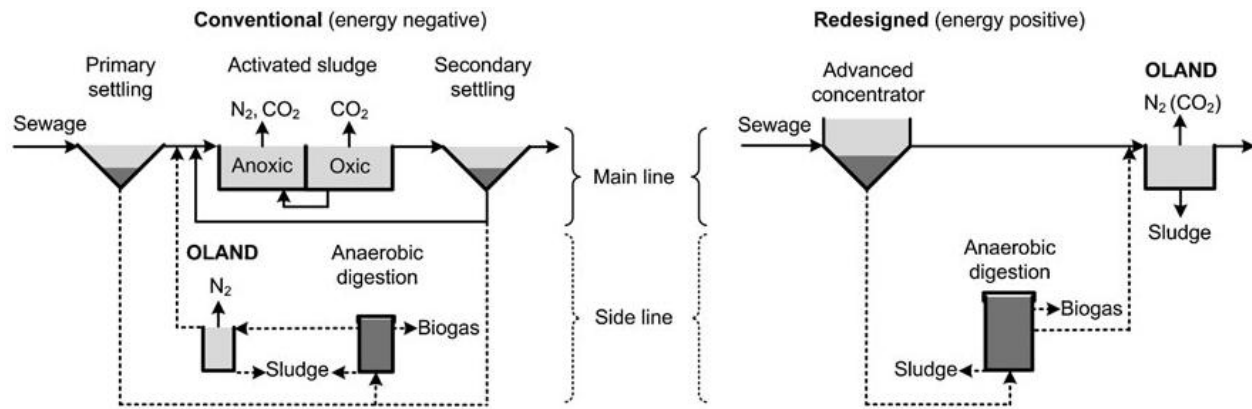 Conventional (energy negative)
Primary
settling
Activated sludge
Secondary
settling
N₂, CO₂
CO₂
Sewage
Anoxic
Oxic
OLAND
N₂
Anaerobic
digestion
Biogas
Sludge
Main line
Side line
Redesigned (energy positive)
Advanced
concentrator
OLAND
N₂ (CO₂)
Sewage
Sludge
Anaerobic
digestion
Biogas
Sludge